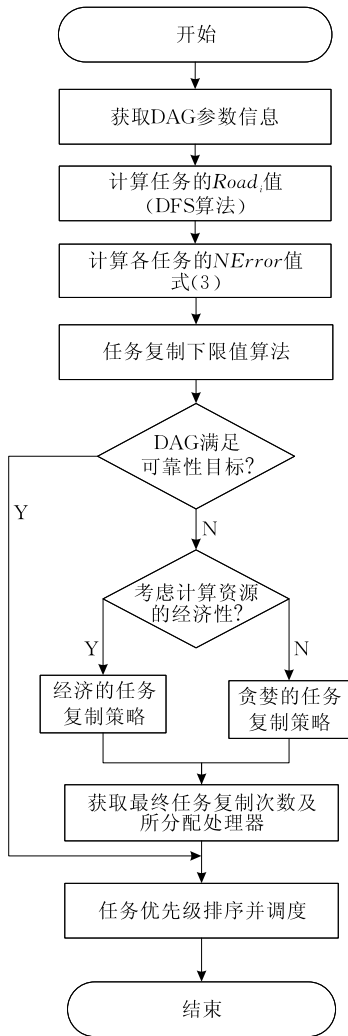 开始
获取DAG参数信息
计算任务的Roadᵢ值
(DFS算法)
计算各任务的NError值
式(3)
任务复制下限值算法
DAG满足
可靠性目标?
Y
N
考虑计算资源
的经济性?
Y
N
经济的任务
复制策略
贪婪的任务
复制策略
获取最终任务复制次数及
所分配处理器
任务优先级排序并调度
结束